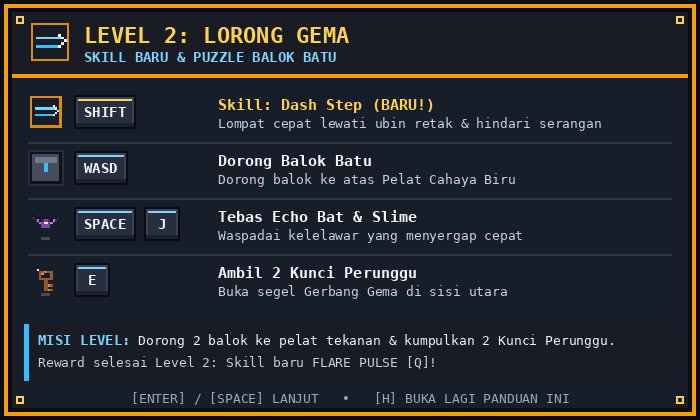 LEVEL 2: LORONG GEMA
SKILL BARU & PUZZLE BALOK BATU
SHIFT
Skill: Dash Step (BARU!)
Lompat cepat lewati ubin retak & hindari serangan
WASD
Dorong Balok Batu
Dorong balok ke atas Pelat Cahaya Biru
SPACE J
Tebas Echo Bat & Slime
Waspadai kelelawar yang menyergap cepat
E
Ambil 2 Kunci Perunggu
Buka segel Gerbang Gema di sisi utara
MISI LEVEL: Dorong 2 balok ke pelat tekanan & kumpulkan 2 Kunci Perunggu.
Reward selesai Level 2: Skill baru FLARE PULSE [Q]!
[ENTER] / [SPACE] LANJUT • [H] BUKA LAGI PANDUAN INI